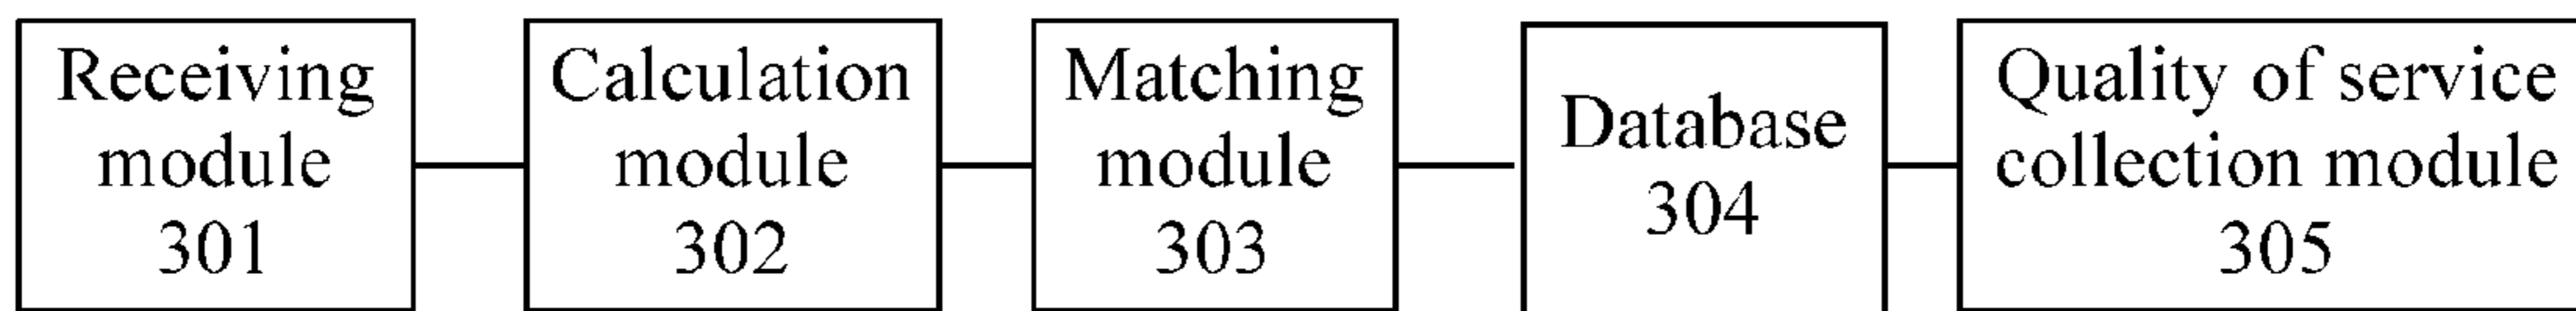 Receiving
module
301
Calculation
module
302
Matching
module
303
Database
304
Quality of service
collection module
305